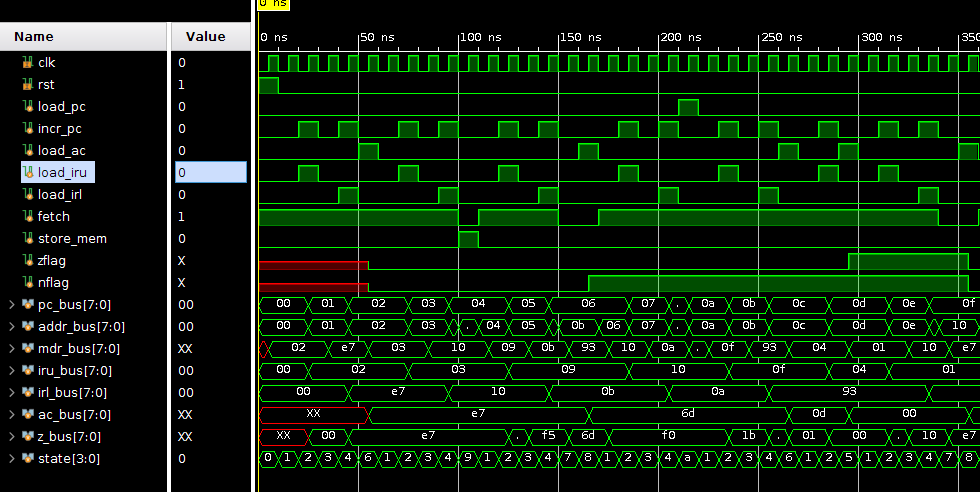 0 ns
Name Value 0 ns 50 ns 100 ns 150 ns 200 ns 250 ns 300 ns 350
clk 0
rst 1
load_pc 0
incr_pc 0
load_ac 0
load_iru 0
load_irl 0
fetch 1
store_mem 0
zflag X
nflag X
pc_bus[7:0] 00 00 01 02 03 04 05 06 07 . 0a 0b 0c 0d 0e 0f
addr_bus[7:0] 00 00 01 02 03 . 04 05 0b 06 07 . 0a 0b 0c 0d 0e 10
mdr_bus[7:0] XX 02 e7 03 10 09 0b 93 10 0a . 0f 93 04 01 10 e7
iru_bus[7:0] 00 00 02 03 09 10 0f 04 01
irl_bus[7:0] 00 00 e7 10 0b 0a 93
ac_bus[7:0] XX XX e7 6d 0d 00
z_bus[7:0] XX XX 00 e7 . f5 6d f0 1b . 01 00 . 10 e7
state[3:0] 0 0 1 2 3 4 6 1 2 3 4 9 1 2 3 4 7 8 1 2 3 4 a 1 2 3 4 6 1 2 5 1 2 3 4 7 8